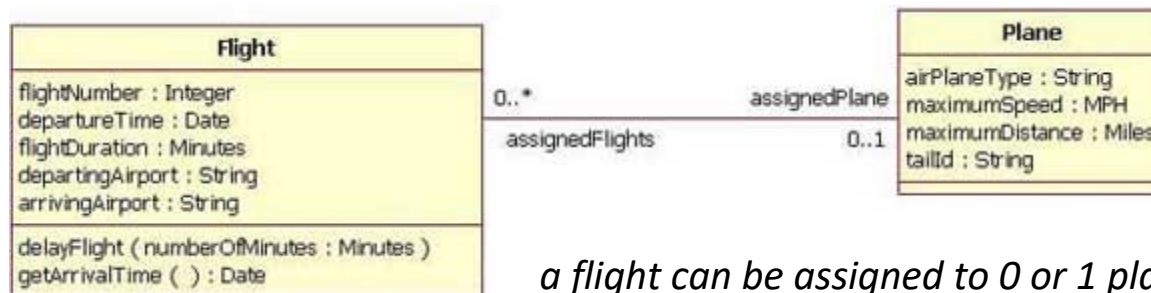 Flight
flightNumber : Integer
departureTime : Date
flightDuration : Minutes
departingAirport : String
arrivingAirport : String
delayFlight ( numberOfMinutes : Minutes )
getArrivalTime ( ) : Date
0..*
assignedFlights
assignedPlane
0..1
Plane
airPlaneType : String
maximumSpeed : MPH
maximumDistance : Miles
tailId : String
a flight can be assigned to 0 or 1